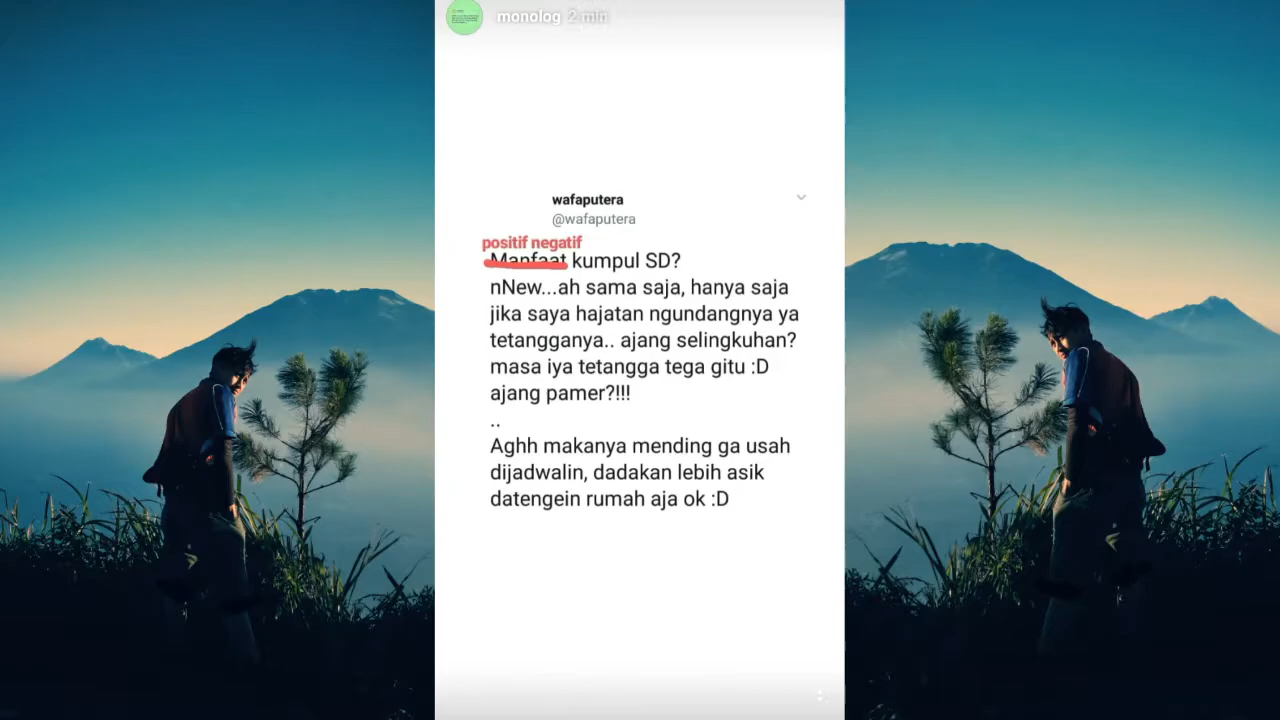 monolog 2 min
wafaputera
@wafaputera
positif negatif
Manfaat kumpul SD?
nNew...ah sama saja, hanya saja
jika saya hajatan ngundangnya ya
tetangganya.. ajang selingkuhan?
masa iya tetangga tega gitu :D
ajang pamer?!!!
..
Aghh makanya mending ga usah
dijadwalin, dadakan lebih asik
datengein rumah aja ok :D